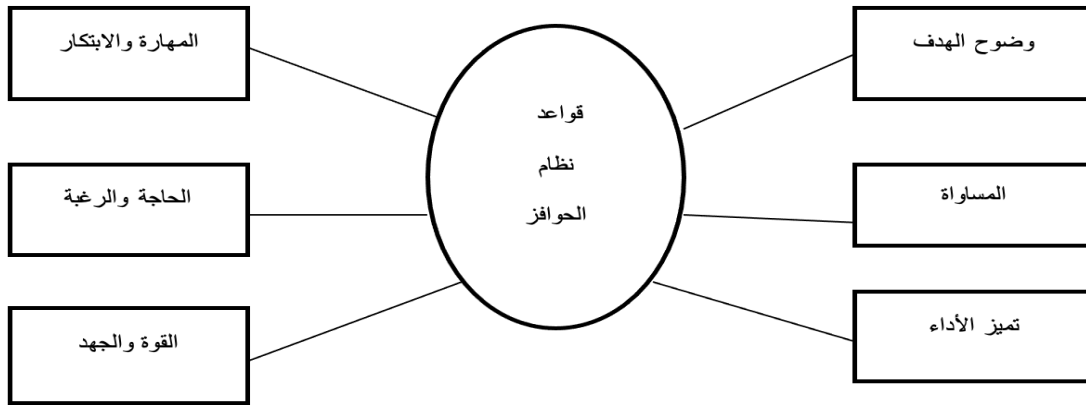 وضوح الهدف
المهارة والابتكار
قواعد
نظام
الحوافز
المساواة
الحاجة والرغبة
تميز الأداء
القوة والجهد